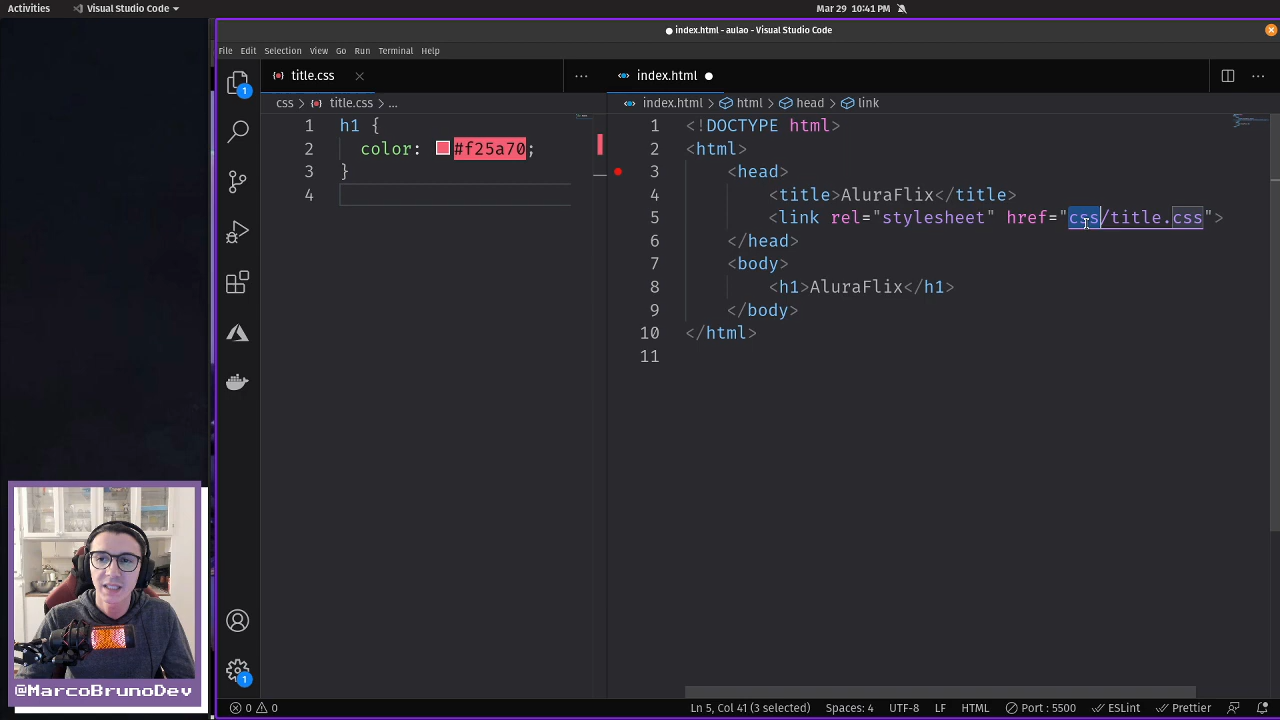 Activities
Visual Studio Code
Mar 29 10:41 PM
● index.html - aulao - Visual Studio Code
File Edit Selection View Go Run Terminal Help
title.css
index.html
css › title.css › ...
index.html › html › head › link
1 h1 {
2 color: #f25a70;
3 }
4
1 <!DOCTYPE html>
2 <html>
3 <head>
4 <title>AluraFlix</title>
5 <link rel="stylesheet" href="css/title.css">
6 </head>
7 <body>
8 <h1>AluraFlix</h1>
9 </body>
10 </html>
11
1
1
@MarcoBrunoDev
0 0
Ln 5, Col 41 (3 selected)
Spaces: 4
UTF-8
LF
HTML
Port : 5500
ESLint
Prettier